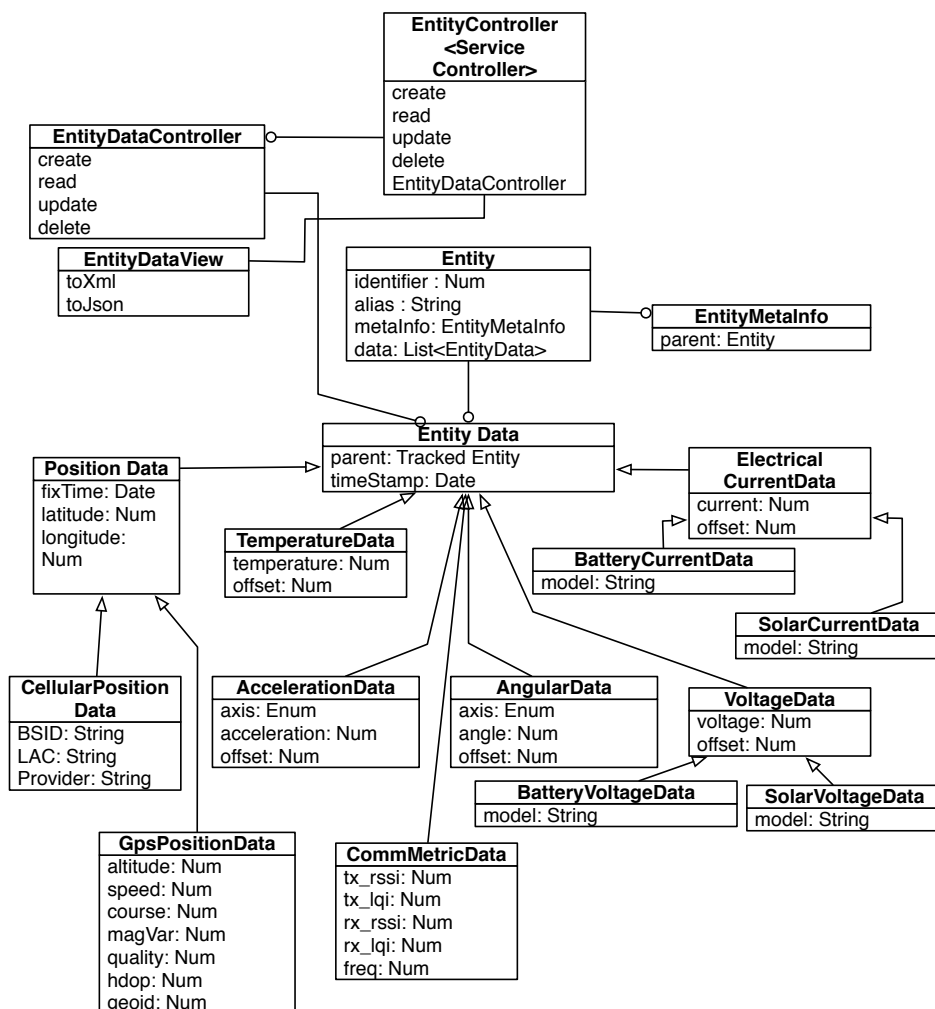 EntityController
<Service
Controller>
create
read
update
delete
EntityDataController
EntityDataController
create
read
update
delete
EntityDataView
toXml
toJson
Entity
identifier : Num
alias : String
metaInfo: EntityMetaInfo
data: List<EntityData>
EntityMetaInfo
parent: Entity
Entity Data
parent: Tracked Entity
timeStamp: Date
Position Data
fixTime: Date
latitude: Num
longitude:
Num
TemperatureData
temperature: Num
offset: Num
Electrical
CurrentData
current: Num
offset: Num
BatteryCurrentData
model: String
SolarCurrentData
model: String
CellularPosition
Data
BSID: String
LAC: String
Provider: String
AccelerationData
axis: Enum
acceleration: Num
offset: Num
AngularData
axis: Enum
angle: Num
offset: Num
VoltageData
voltage: Num
offset: Num
BatteryVoltageData
model: String
SolarVoltageData
model: String
GpsPositionData
altitude: Num
speed: Num
course: Num
magVar: Num
quality: Num
hdop: Num
geoid: Num
CommMetricData
tx_rssi: Num
tx_lqi: Num
rx_rssi: Num
rx_lqi: Num
freq: Num